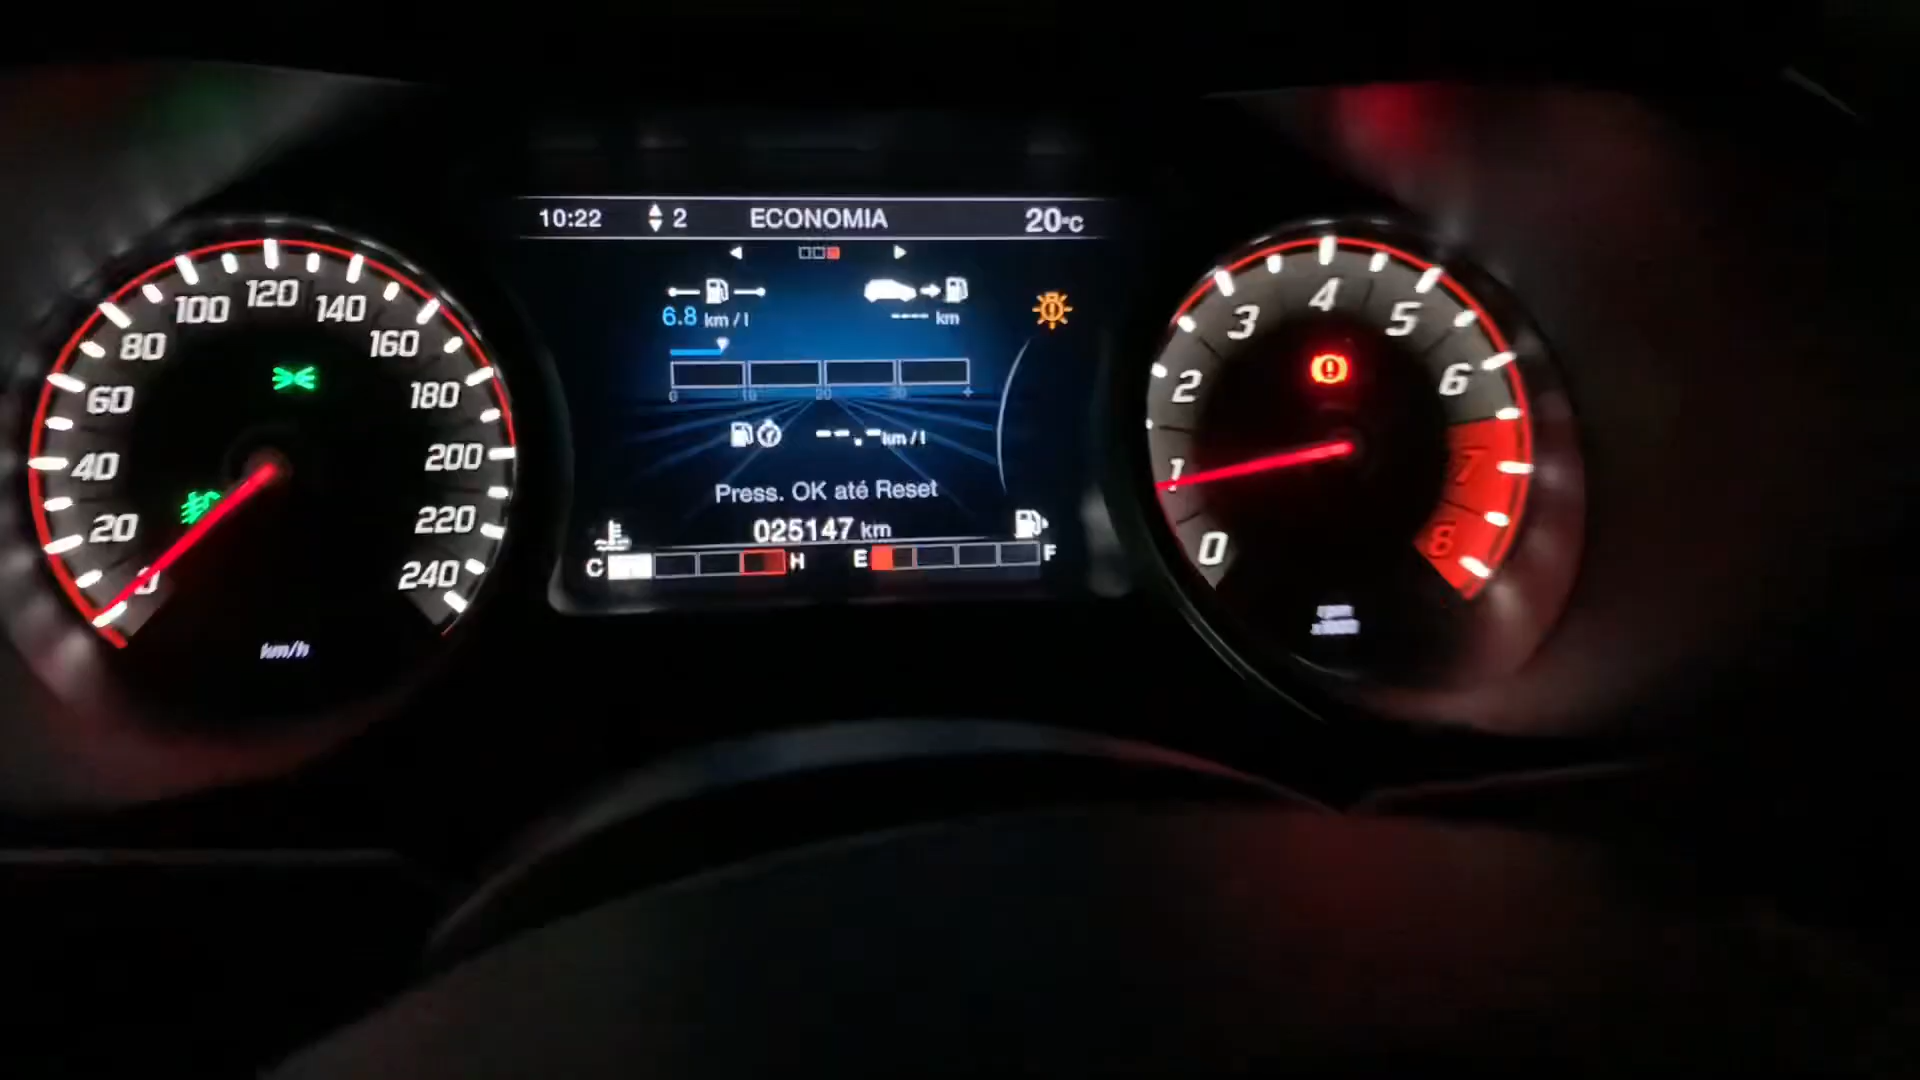 10:22 2 ECONOMIA 20°C
6.8 km/l ---- km
0 10 20 30 +
--.-km/l
Press. OK até Reset
025147 km
C H E F
0 20 40 60 80 100 120 140 160 180 200 220 240
km/h
0 1 2 3 4 5 6 7 8
rpm